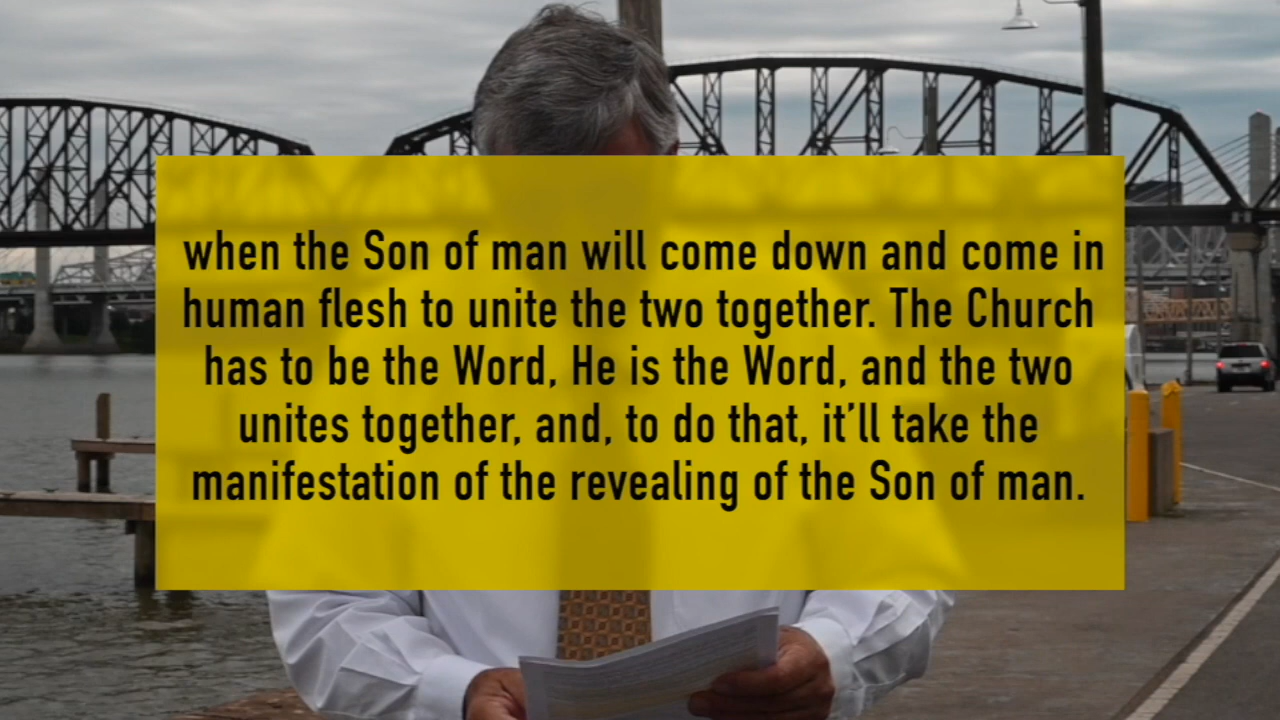 when the Son of man will come down and come in
human flesh to unite the two together. The Church
has to be the Word, He is the Word, and the two
unites together, and, to do that, it’ll take the
manifestation of the revealing of the Son of man.